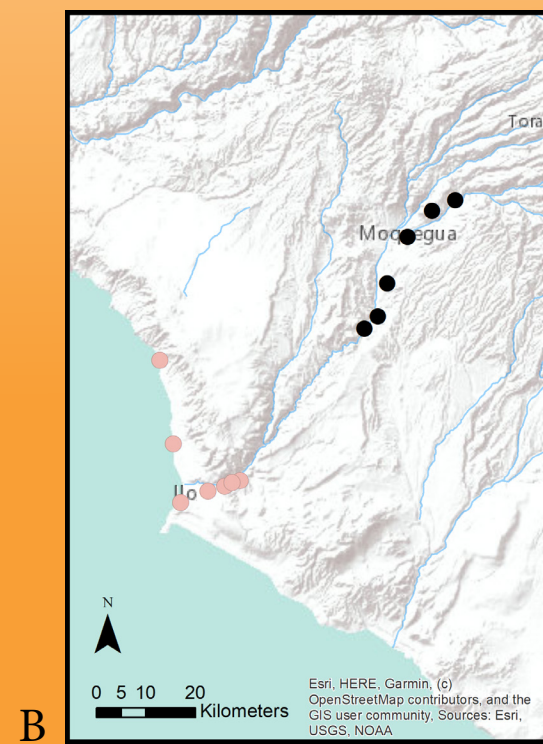 Tora
Moquegua
Ilo
N
0 5 10 20
Kilometers
Esri, HERE, Garmin, (c)
OpenStreetMap contributors, and the
GIS user community, Sources: Esri,
USGS, NOAA
B